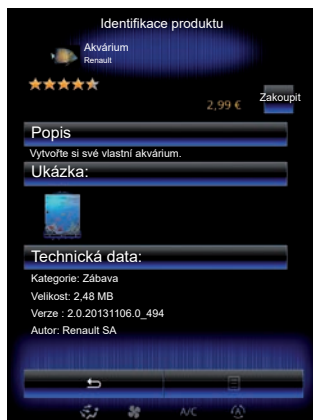 Identifikace produktu
Akvárium
Renault
2,99 €
Zakoupit
Popis
Vytvořte si své vlastní akvárium.
Ukázka:
Technická data:
Kategorie: Zábava
Velikost: 2,48 MB
Verze : 2.0.20131106.0_494
Autor: Renault SA
A/C